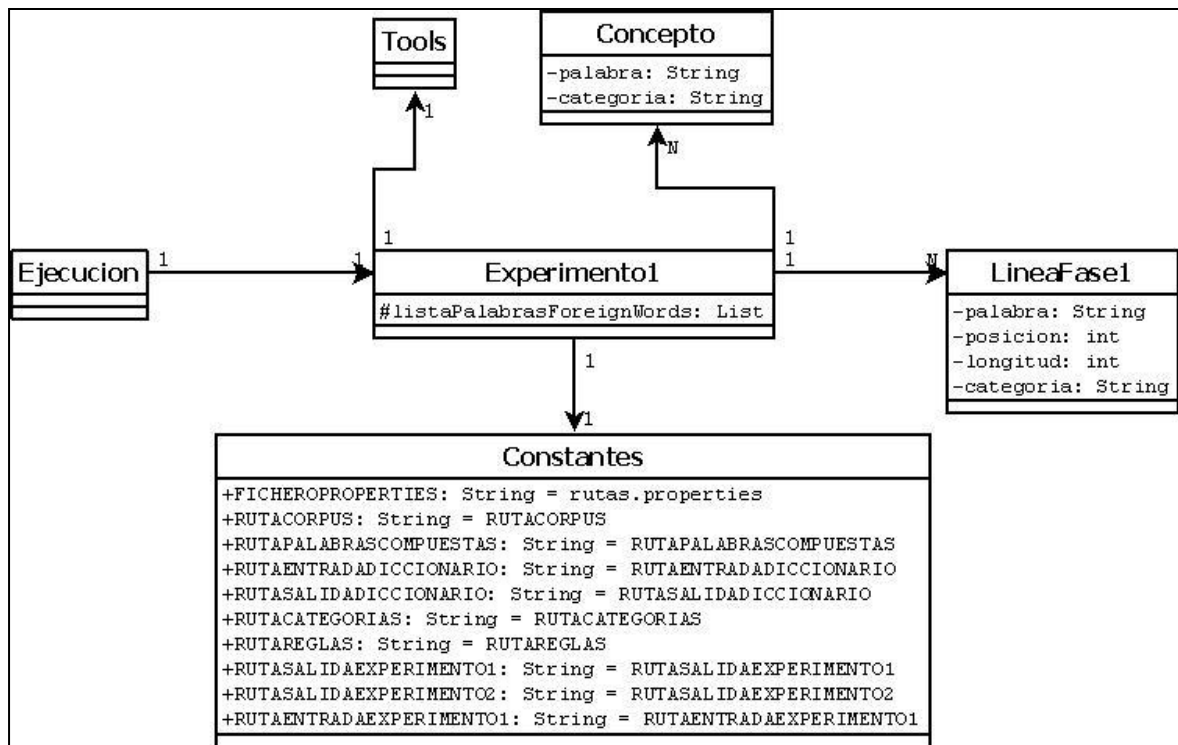 Tools
1
Concepto
-palabra: String
-categoria: String
N
Ejecucion
1
1
1
Experimento1
#listaPalabrasForeignWords: List
1
1
N
LineaFase1
-palabra: String
-posicion: int
-longitud: int
-categoria: String
1
1
Constantes
+FICHEROPROPERTIES: String = rutas.properties
+RUTACORPUS: String = RUTACORPUS
+RUTAPALABRASCOMPUESTAS: String = RUTAPALABRASCOMPUESTAS
+RUTAENTRADADICCIONARIO: String = RUTAENTRADADICCIONARIO
+RUTASALIDADICCIONARIO: String = RUTASALIDADICCIONARIO
+RUTACATEGORIAS: String = RUTACATEGORIAS
+RUTAREGLAS: String = RUTAREGLAS
+RUTASALIDAEXPERIMENTO1: String = RUTASALIDAEXPERIMENTO1
+RUTASALIDAEXPERIMENTO2: String = RUTASALIDAEXPERIMENTO2
+RUTAENTRADAEXPERIMENTO1: String = RUTAENTRADAEXPERIMENTO1